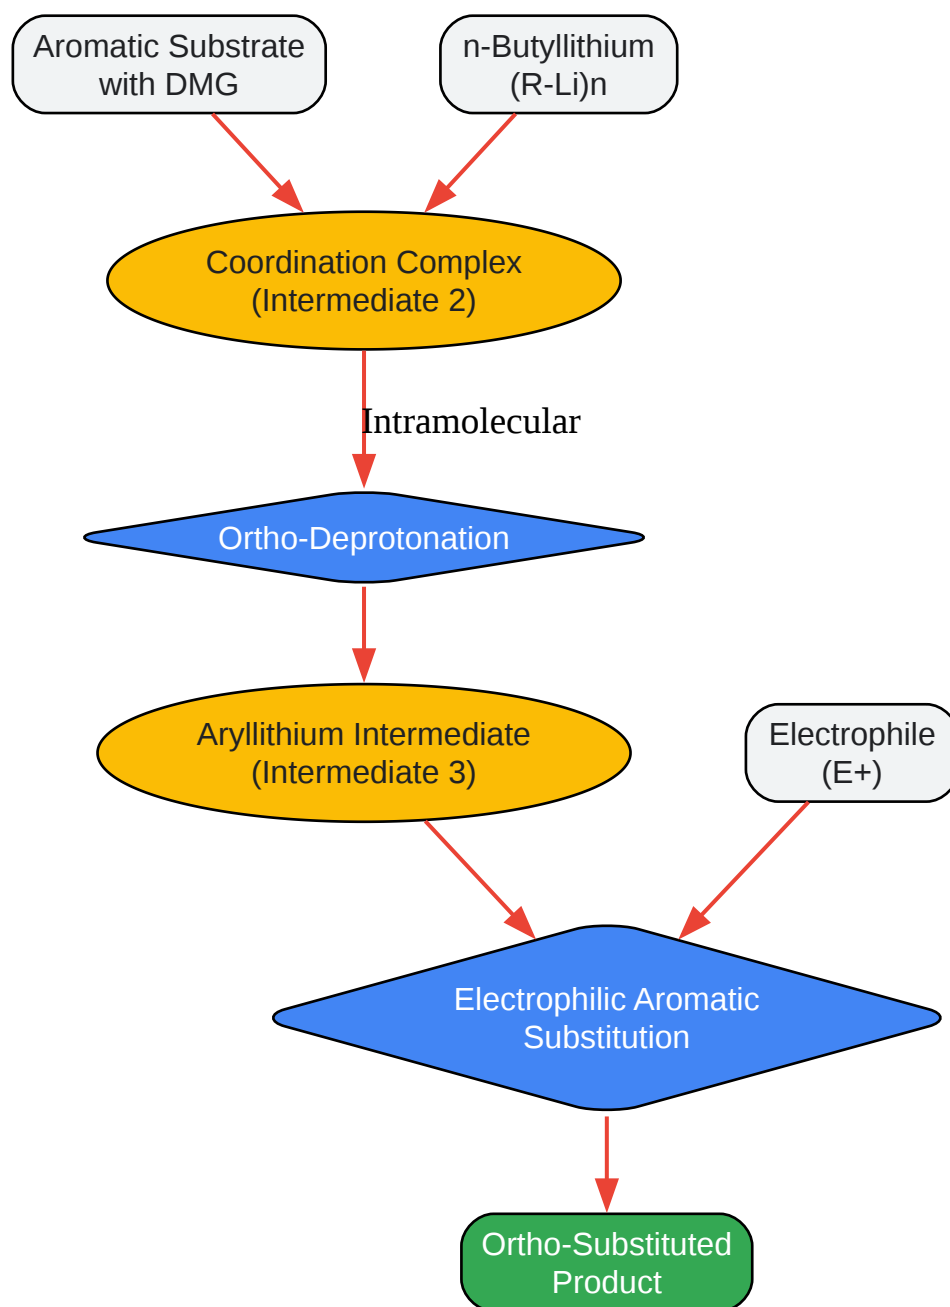 Aromatic Substrate
with DMG
n-Butyllithium
(R-Li)n
Coordination Complex
(Intermediate 2)
Intramolecular
Ortho-Deprotonation
Aryllithium Intermediate
(Intermediate 3)
Electrophile
(E+)
Electrophilic Aromatic
Substitution
Ortho-Substituted
Product